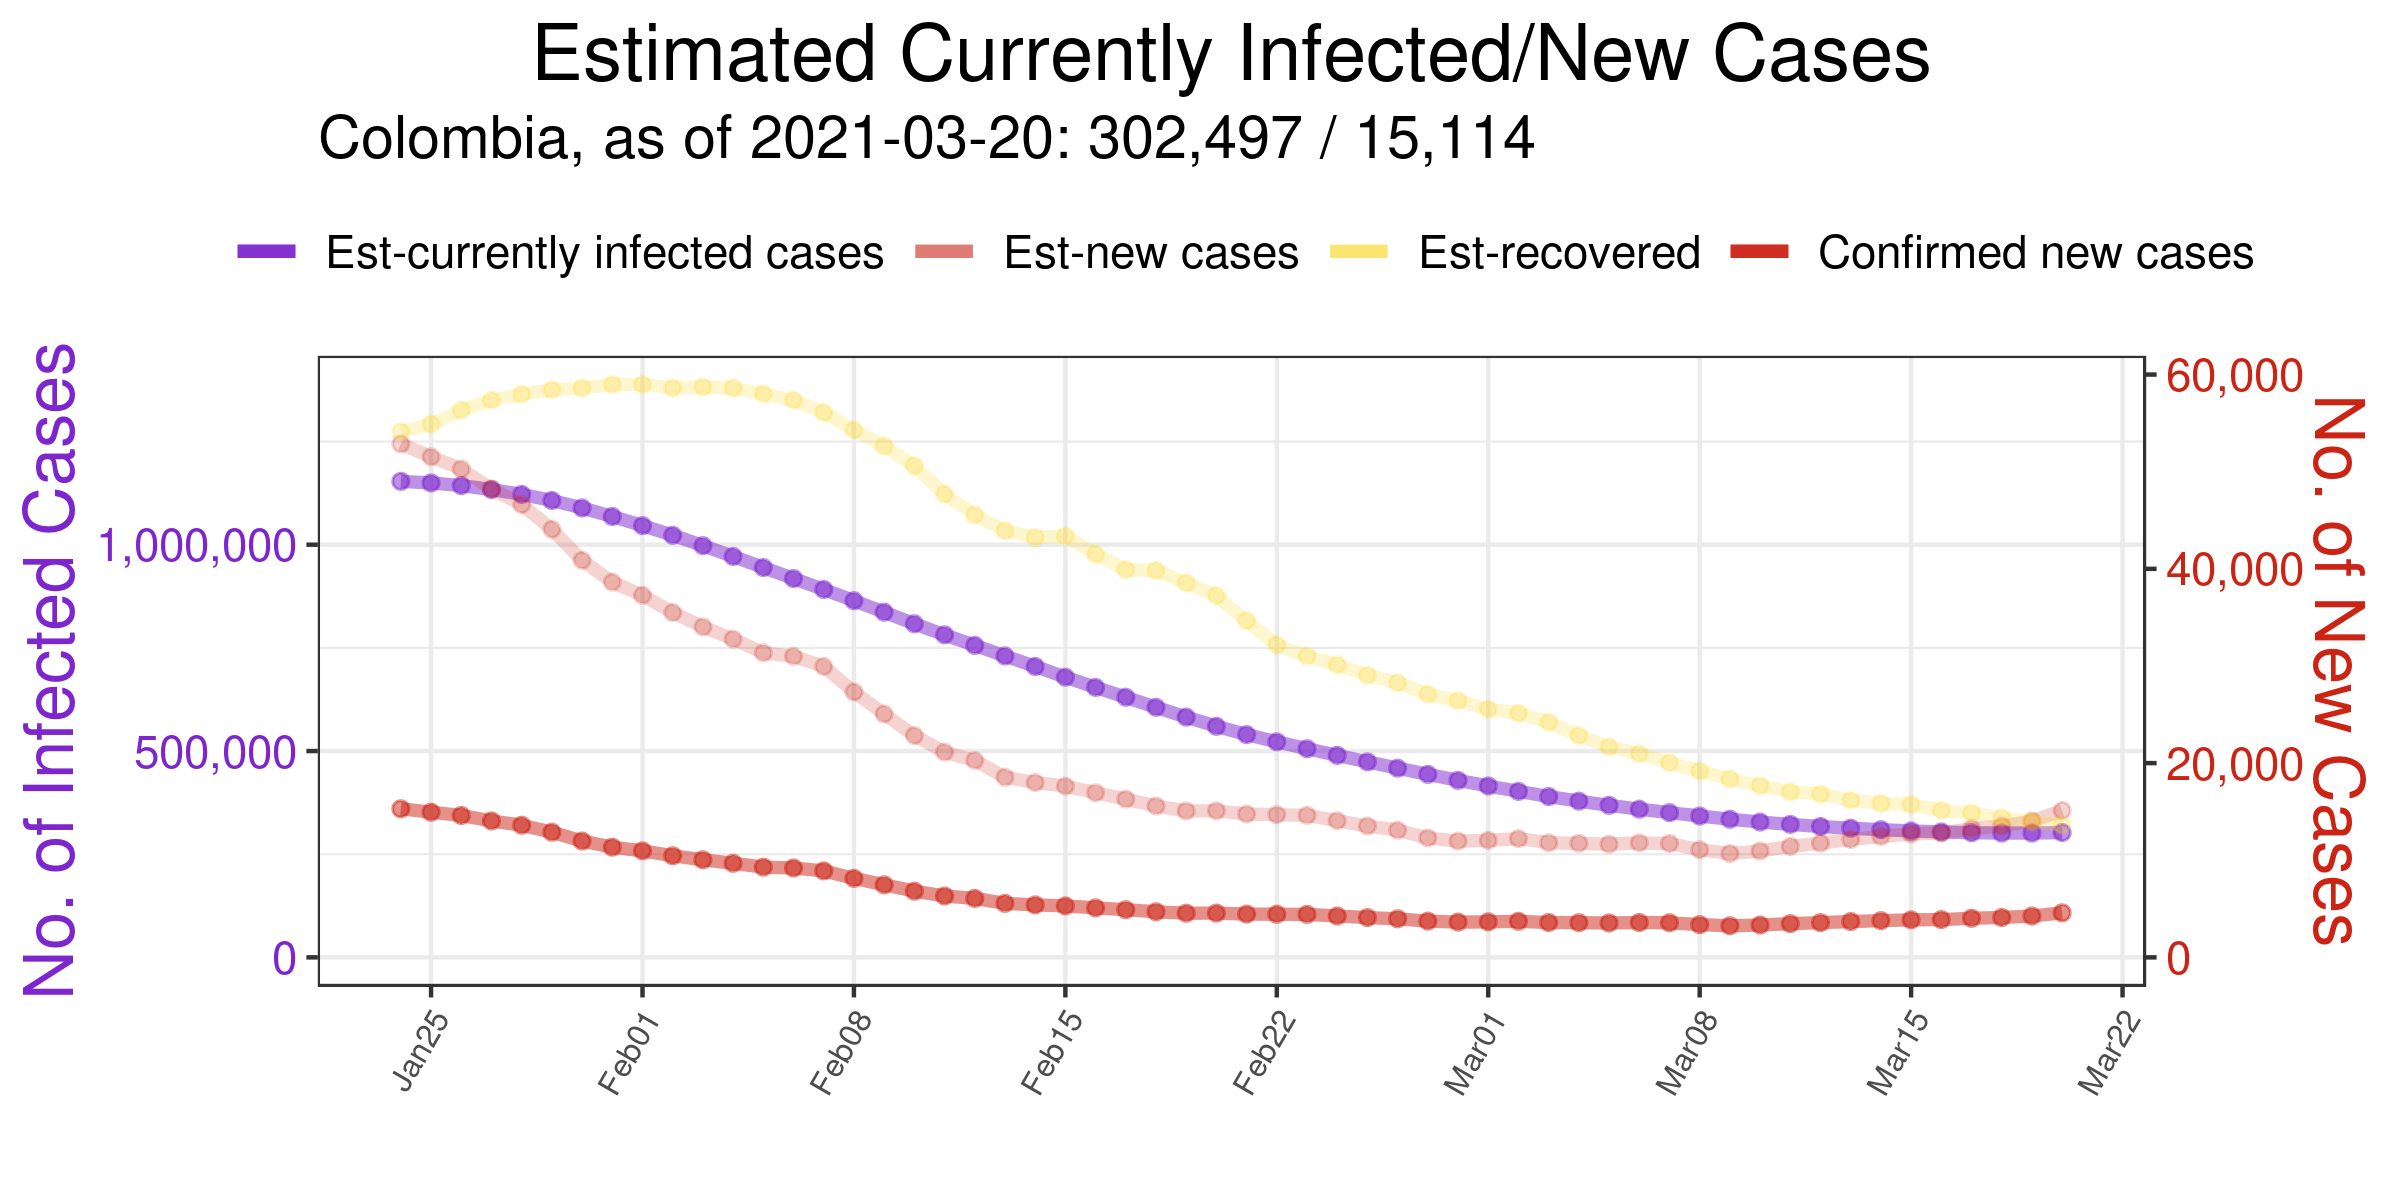 Estimated Currently Infected/New Cases
Colombia, as of 2021-03-20: 302,497 / 15,114
Est-currently infected cases Est-new cases Est-recovered Confirmed new cases
No. of Infected Cases
1,000,000
500,000
0
60,000
40,000
20,000
0
No. of New Cases
Jan25 Feb01 Feb08 Feb15 Feb22 Mar01 Mar08 Mar15 Mar22